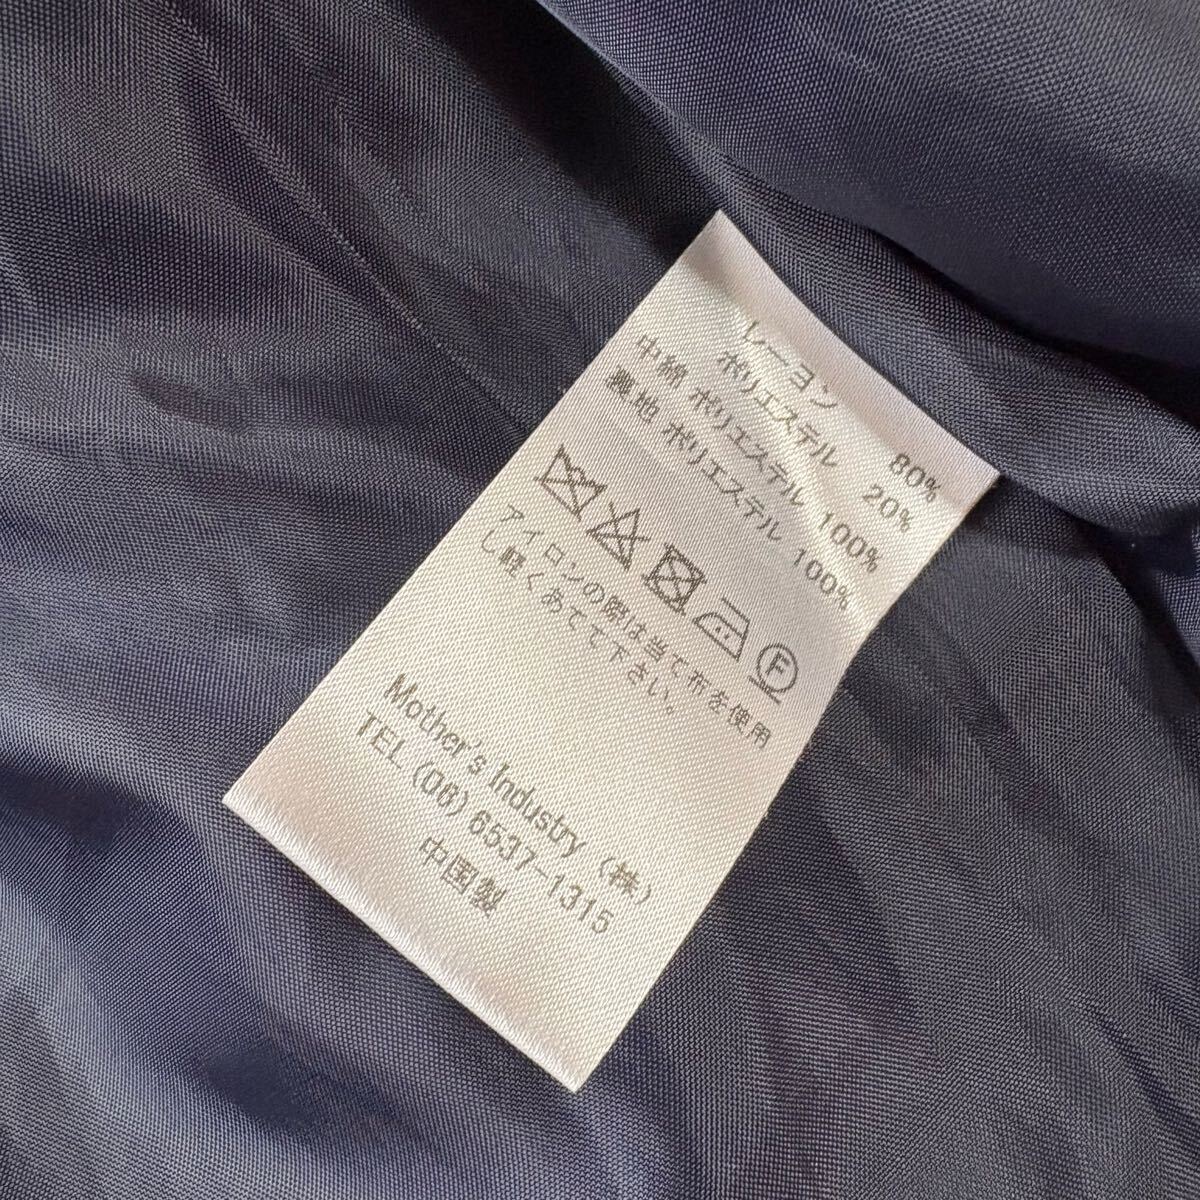 レーヨン 80%
ポリエステル 20%
中綿 ポリエステル 100%
裏地 ポリエステル 100%
F
アイロンの際は当て布を使用
し軽くあてて下さい。
Mother's Industry (株)
TEL (06) 6537-1315
中国製